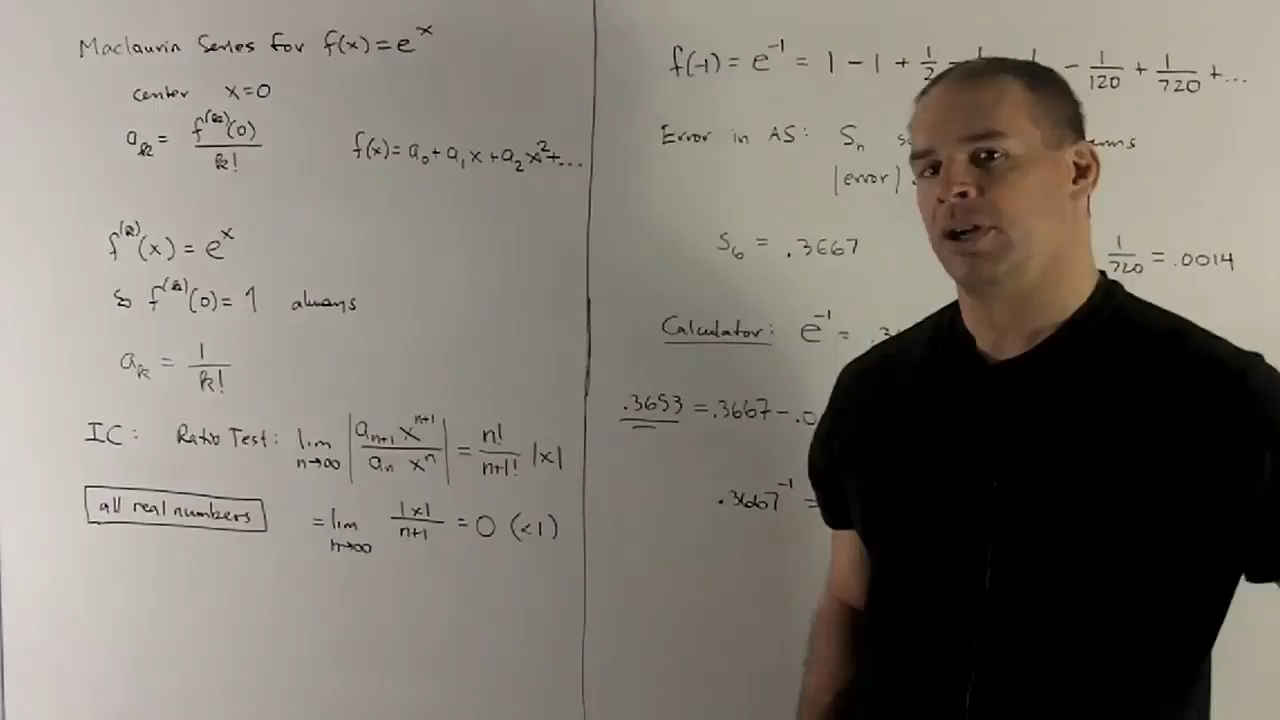 Maclaurin Series for f(x) = e^x
center x=0
a_k = f^(k)(0) / k!
f(x) = a_0 + a_1 x + a_2 x^2 + ...
f^(k)(x) = e^x
so f^(k)(0) = 1 always
a_k = 1 / k!
IC: Ratio Test: lim n→∞ | a_n+1 x^n+1 / a_n x^n | = n! / n+1! |x|
all real numbers
= lim n→∞ |x| / n+1 = 0 (<1)
f(-1) = e^-1 = 1 - 1 + 1/2 - - 1/120 + 1/720 + ...
Error in AS: S_n
|error|
S_6 = .3667
1/720 = .0014
Calculator: e^-1 = .3
.3653 = .3667 - .0
.3667^-1 =